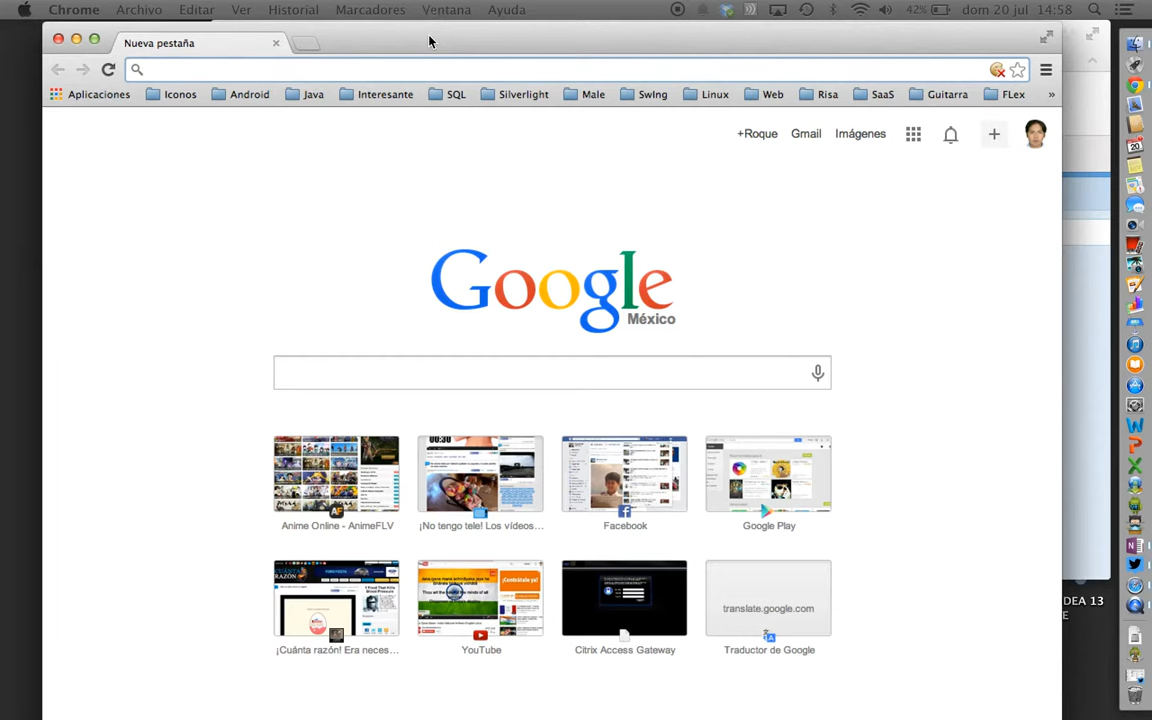 Chrome Archivo Editar Ver Historial Marcadores Ventana Ayuda 42% dom 20 jul 14:58
Nueva pestaña
Aplicaciones Iconos Android Java Interesante SQL Silverlight Male SwIng Linux Web Risa SaaS Guitarra FLex »
+Roque Gmail Imágenes
Google
México
Anime Online - AnimeFLV ¡No tengo tele! Los vídeos... Facebook Google Play
translate.google.com
¡Cuánta razón! Era neces... YouTube Citrix Access Gateway Traductor de Google
DEA 13
E